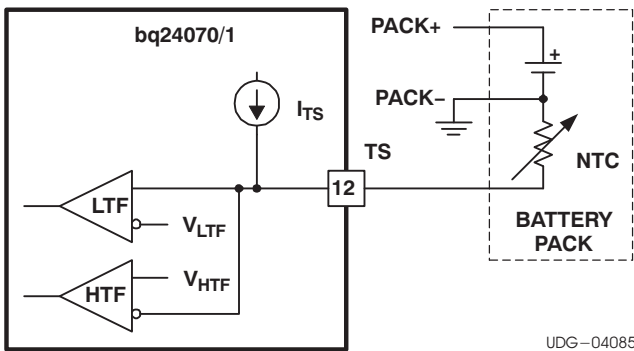 bq24070/1
PACK+
+
PACK−
I_TS
TS
NTC
12
LTF
V_LTF
BATTERY
PACK
V_HTF
HTF
UDG−04085